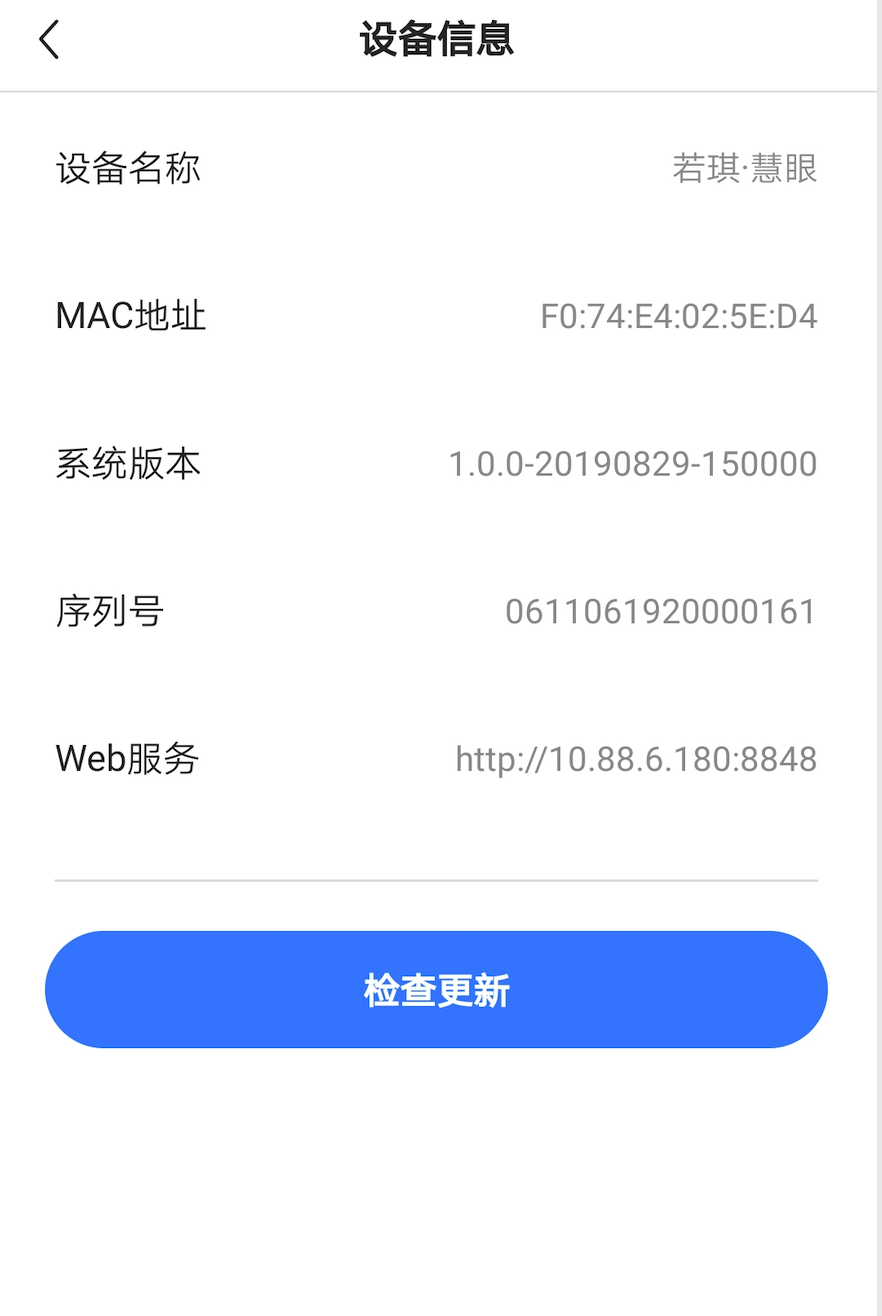 设备信息
设备名称 若琪·慧眼
MAC地址 F0:74:E4:02:5E:D4
系统版本 1.0.0-20190829-150000
序列号 0611061920000161
Web服务 http://10.88.6.180:8848
检查更新